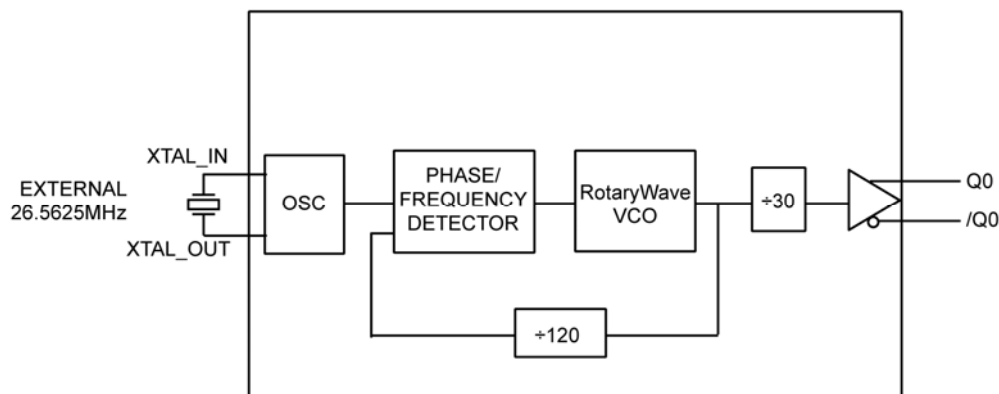 XTAL_IN
EXTERNAL
26.5625MHz
XTAL_OUT
OSC
PHASE/
FREQUENCY
DETECTOR
RotaryWave
VCO
÷30
Q0
/Q0
÷120